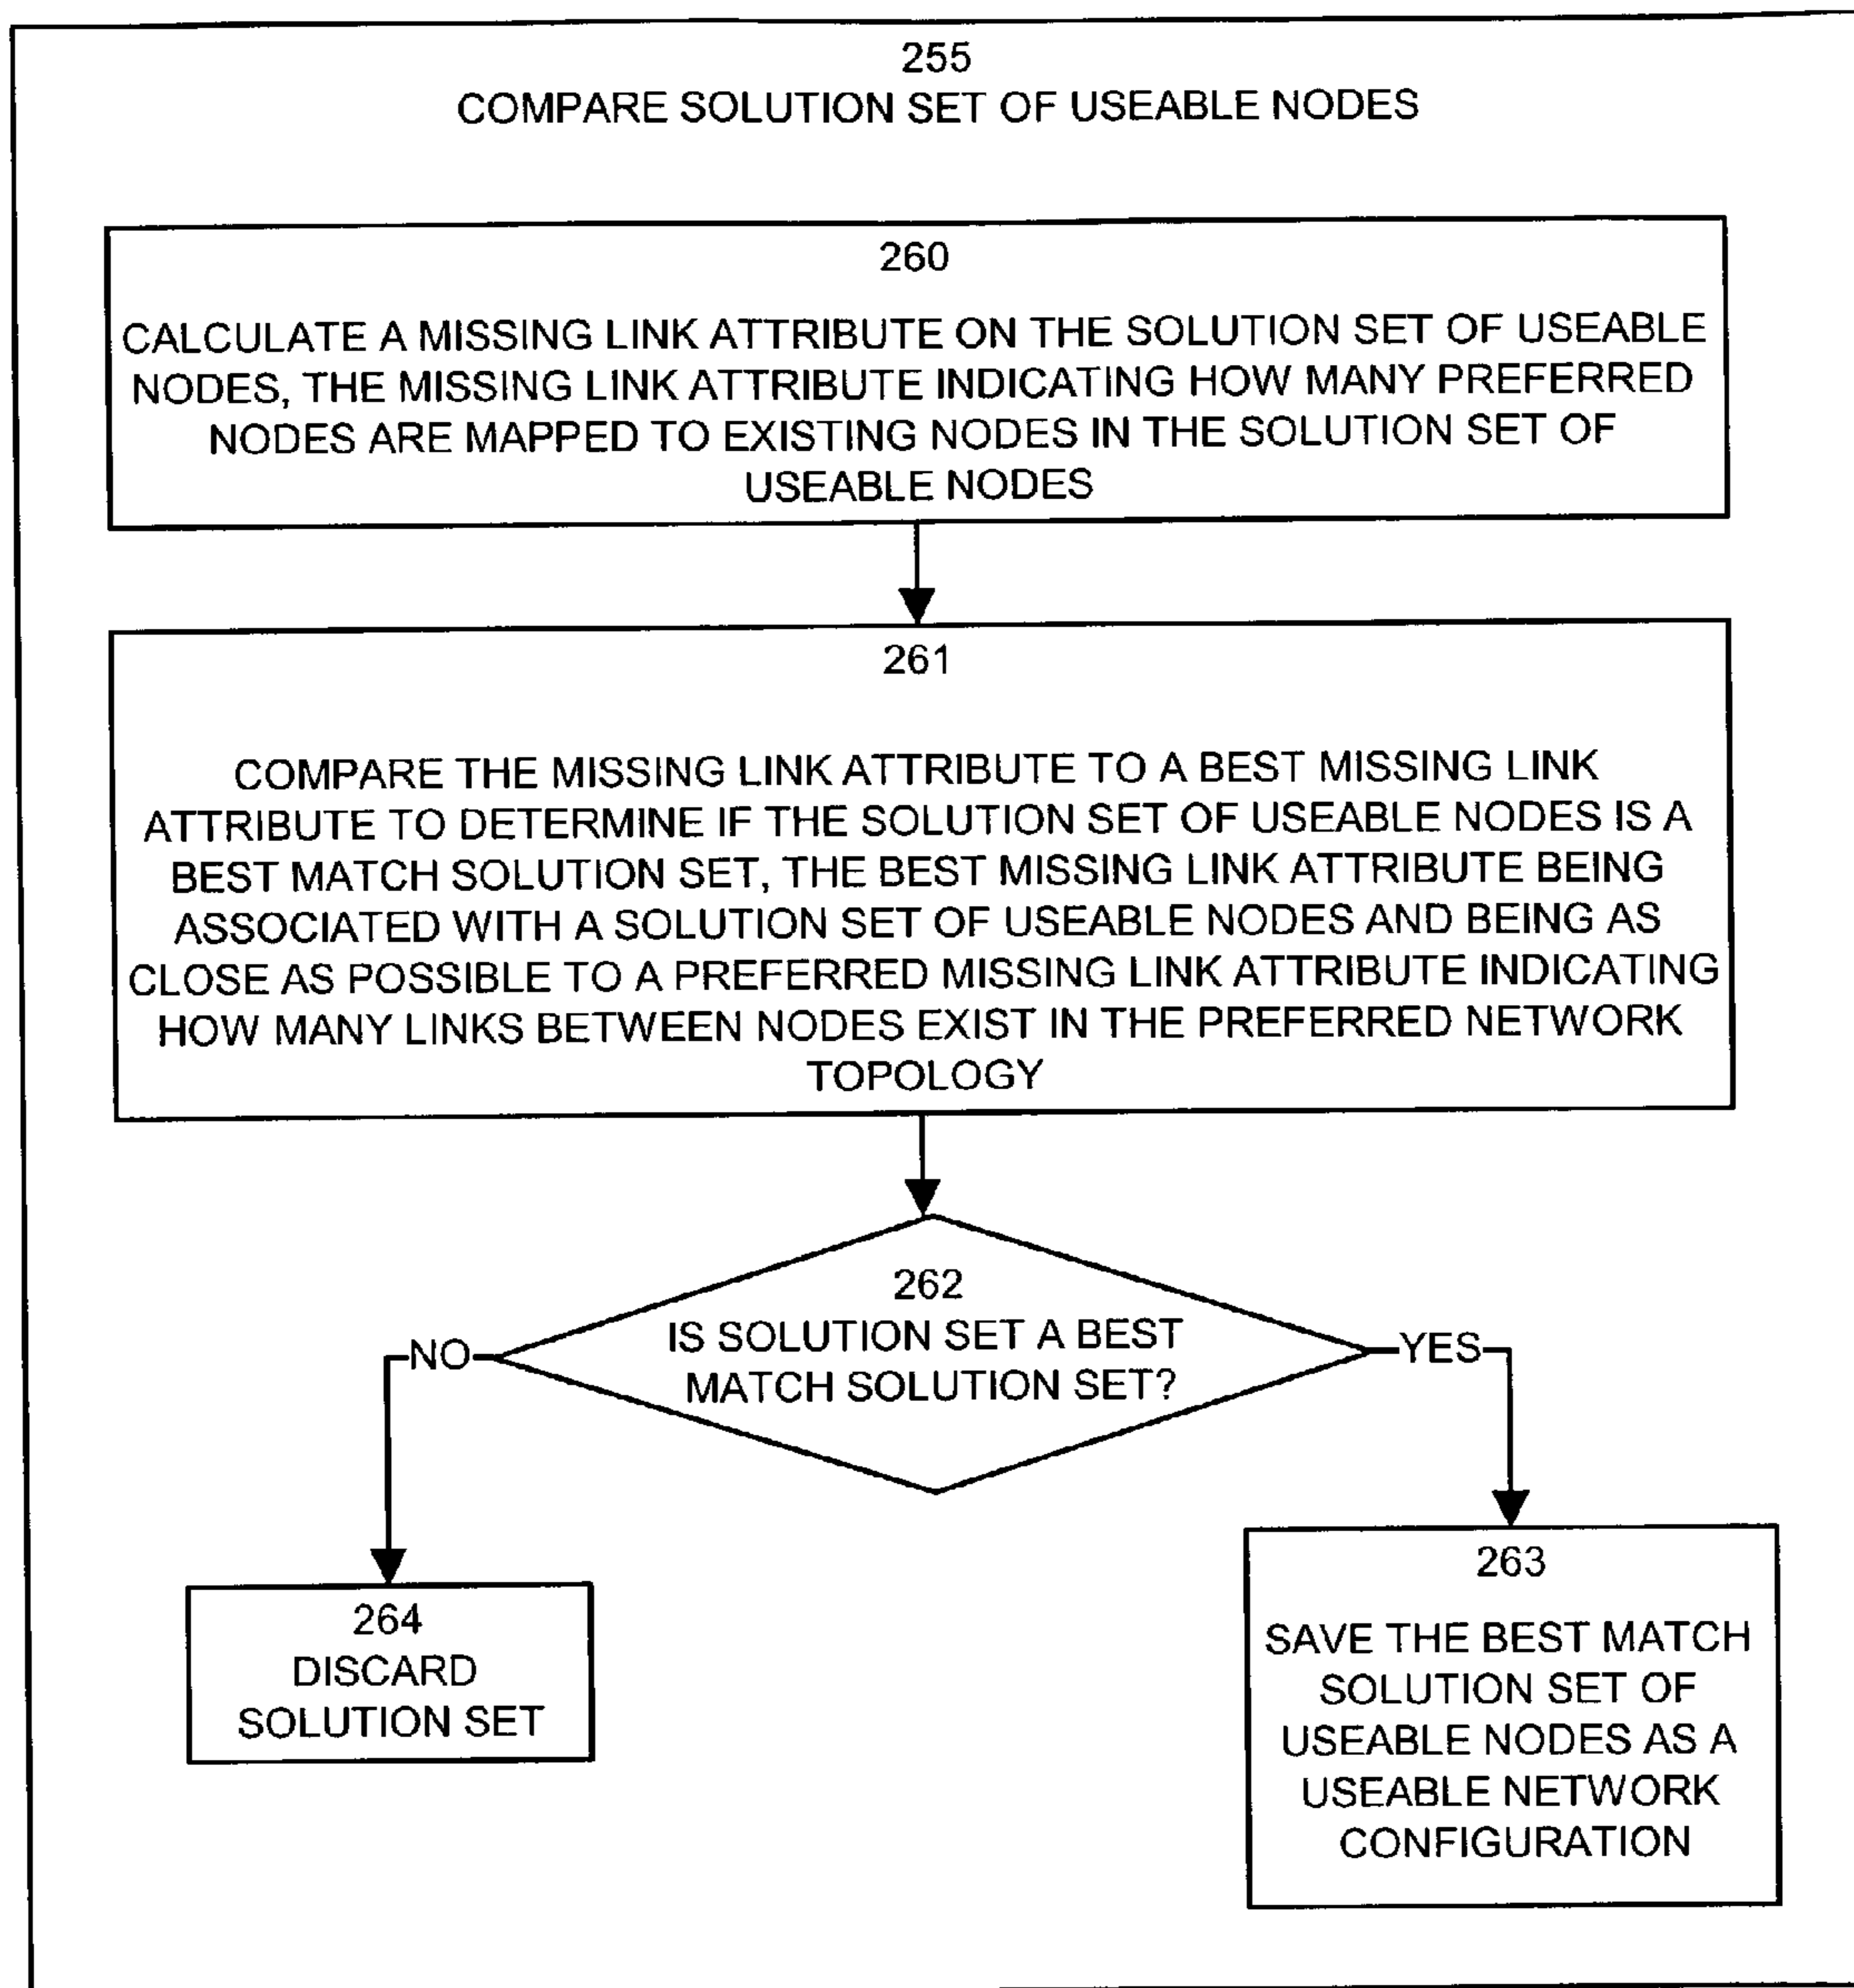 255
COMPARE SOLUTION SET OF USEABLE NODES
260
CALCULATE A MISSING LINK ATTRIBUTE ON THE SOLUTION SET OF USEABLE
NODES, THE MISSING LINK ATTRIBUTE INDICATING HOW MANY PREFERRED
NODES ARE MAPPED TO EXISTING NODES IN THE SOLUTION SET OF
USEABLE NODES
261
COMPARE THE MISSING LINK ATTRIBUTE TO A BEST MISSING LINK
ATTRIBUTE TO DETERMINE IF THE SOLUTION SET OF USEABLE NODES IS A
BEST MATCH SOLUTION SET, THE BEST MISSING LINK ATTRIBUTE BEING
ASSOCIATED WITH A SOLUTION SET OF USEABLE NODES AND BEING AS
CLOSE AS POSSIBLE TO A PREFERRED MISSING LINK ATTRIBUTE INDICATING
HOW MANY LINKS BETWEEN NODES EXIST IN THE PREFERRED NETWORK
TOPOLOGY
262
IS SOLUTION SET A BEST
MATCH SOLUTION SET?
NO
YES
264
DISCARD
SOLUTION SET
263
SAVE THE BEST MATCH
SOLUTION SET OF
USEABLE NODES AS A
USEABLE NETWORK
CONFIGURATION